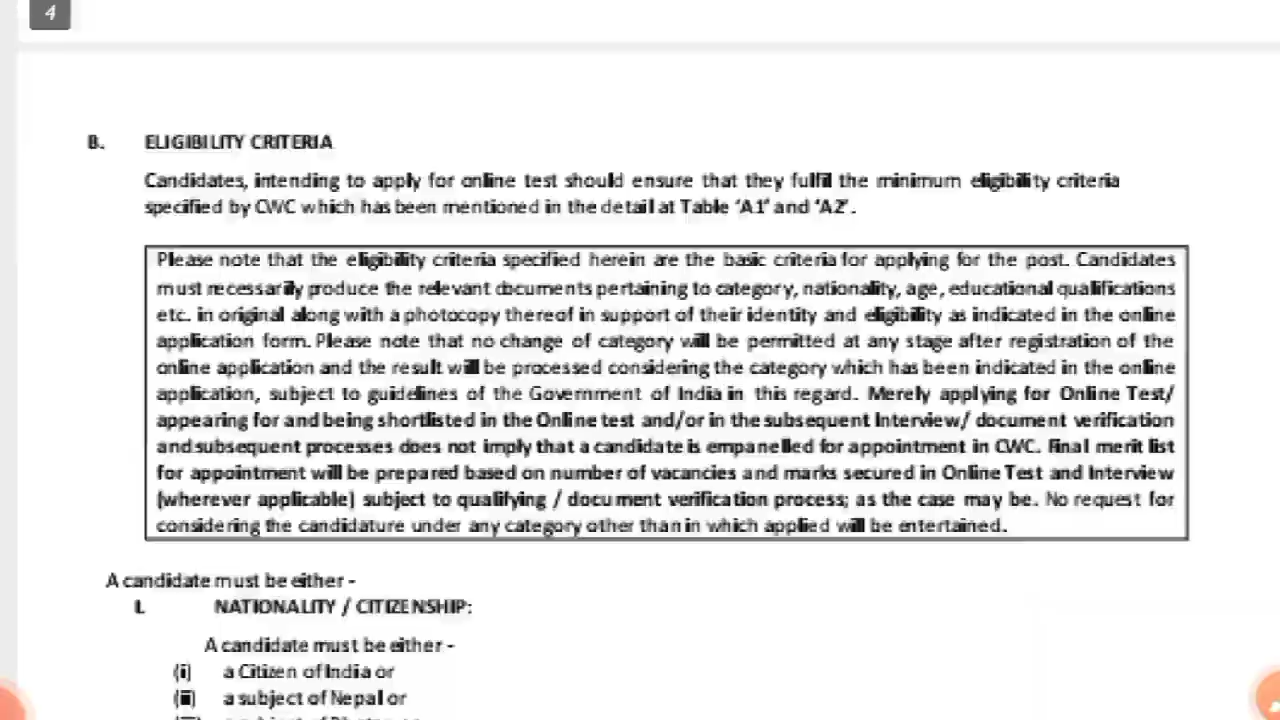 4
B. ELIGIBILITY CRITERIA
Candidates, intending to apply for online test should ensure that they fulfil the minimum eligibility criteria
specified by CWC which has been mentioned in the detail at Table ‘A1’ and ‘A2’.
Please note that the eligibility criteria specified herein are the basic criteria for applying for the post. Candidates
must necessarily produce the relevant documents pertaining to category, nationality, age, educational qualifications
etc. in original along with a photocopy thereof in support of their identity and eligibility as indicated in the online
application form. Please note that no change of category will be permitted at any stage after registration of the
online application and the result will be processed considering the category which has been indicated in the online
application, subject to guidelines of the Government of India in this regard. Merely applying for Online Test/
appearing for and being shortlisted in the Online test and/or in the subsequent Interview/ document verification
and subsequent processes does not imply that a candidate is empanelled for appointment in CWC. Final merit list
for appointment will be prepared based on number of vacancies and marks secured in Online Test and Interview
(wherever applicable) subject to qualifying / document verification process; as the case may be. No request for
considering the candidature under any category other than in which applied will be entertained.
A candidate must be either -
I. NATIONALITY / CITIZENSHIP:
A candidate must be either -
(i) a Citizen of India or
(ii) a subject of Nepal or